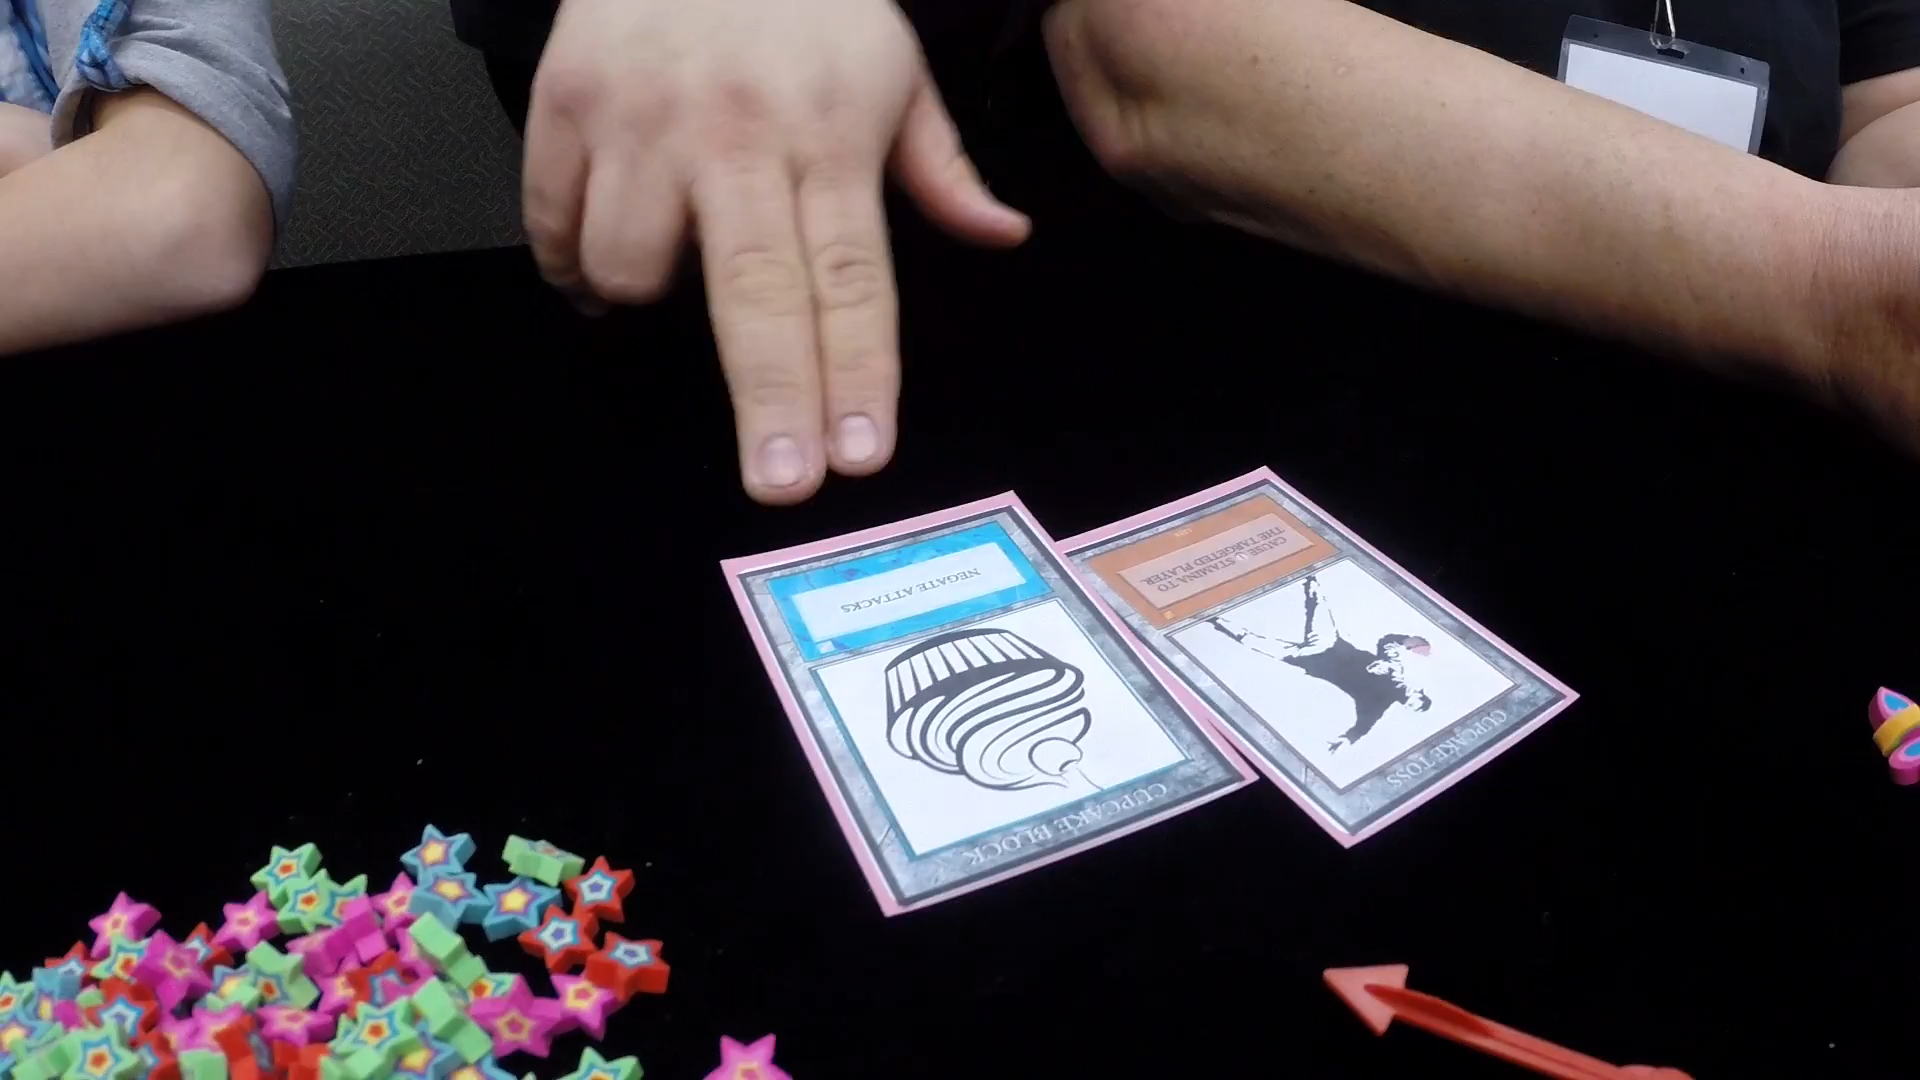 CUPCAKE BLOCK
NEGATE ATTACKS
CUPCAKE TOSS
CAUSE 1 STAMINA TO
THE TARGETED PLAYER